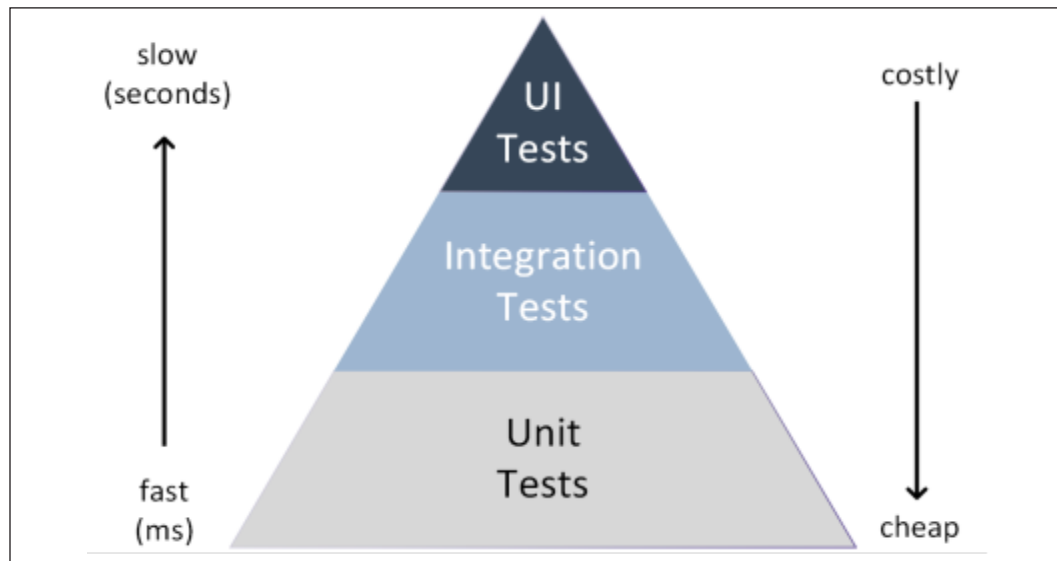 slow
(seconds)
UI
Tests
costly
Integration
Tests
Unit
Tests
fast
(ms)
cheap